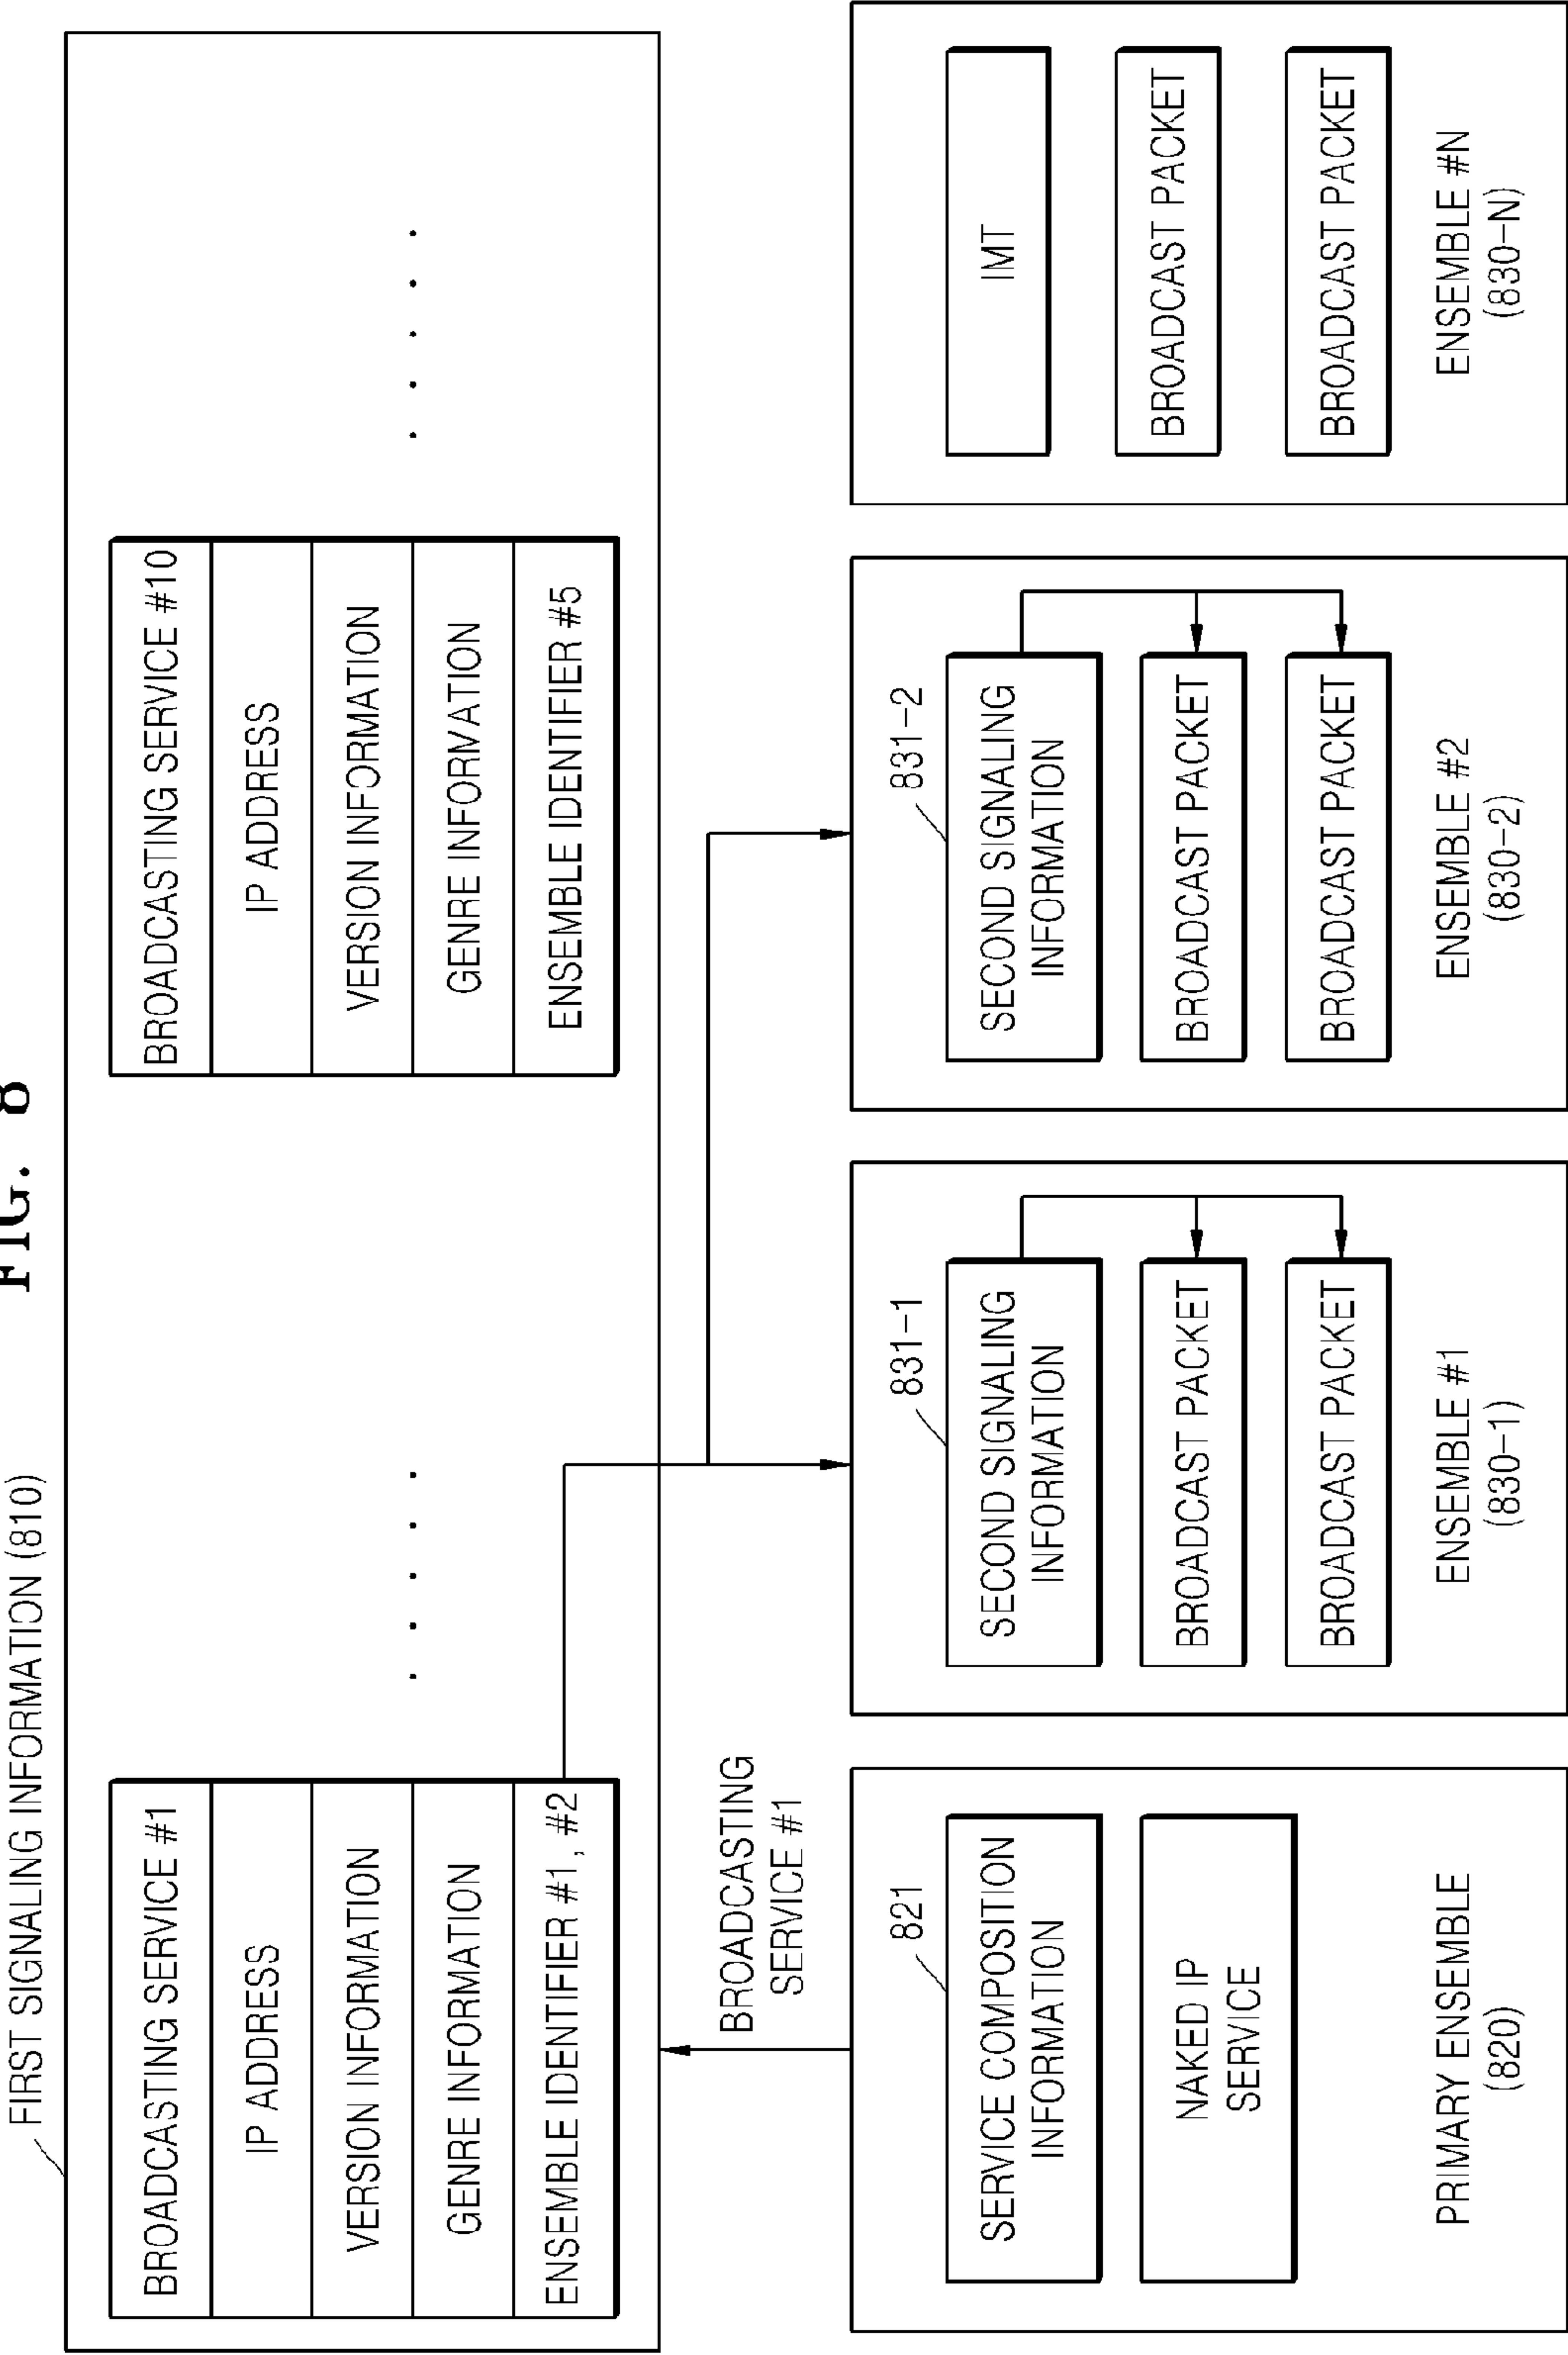 FIG. 8
FIRST SIGNALING INFORMATION (810)
BROADCASTING SERVICE #1
IP ADDRESS
VERSION INFORMATION
GENRE INFORMATION
ENSEMBLE IDENTIFIER #1, #2
BROADCASTING SERVICE #10
IP ADDRESS
VERSION INFORMATION
GENRE INFORMATION
ENSEMBLE IDENTIFIER #5
BROADCASTING
SERVICE #1
821
SERVICE COMPOSITION
INFORMATION
NAKED IP
SERVICE
PRIMARY ENSEMBLE
(820)
831-1
SECOND SIGNALING
INFORMATION
BROADCAST PACKET
BROADCAST PACKET
ENSEMBLE #1
(830-1)
831-2
SECOND SIGNALING
INFORMATION
BROADCAST PACKET
BROADCAST PACKET
ENSEMBLE #2
(830-2)
IMT
BROADCAST PACKET
BROADCAST PACKET
ENSEMBLE #N
(830-N)